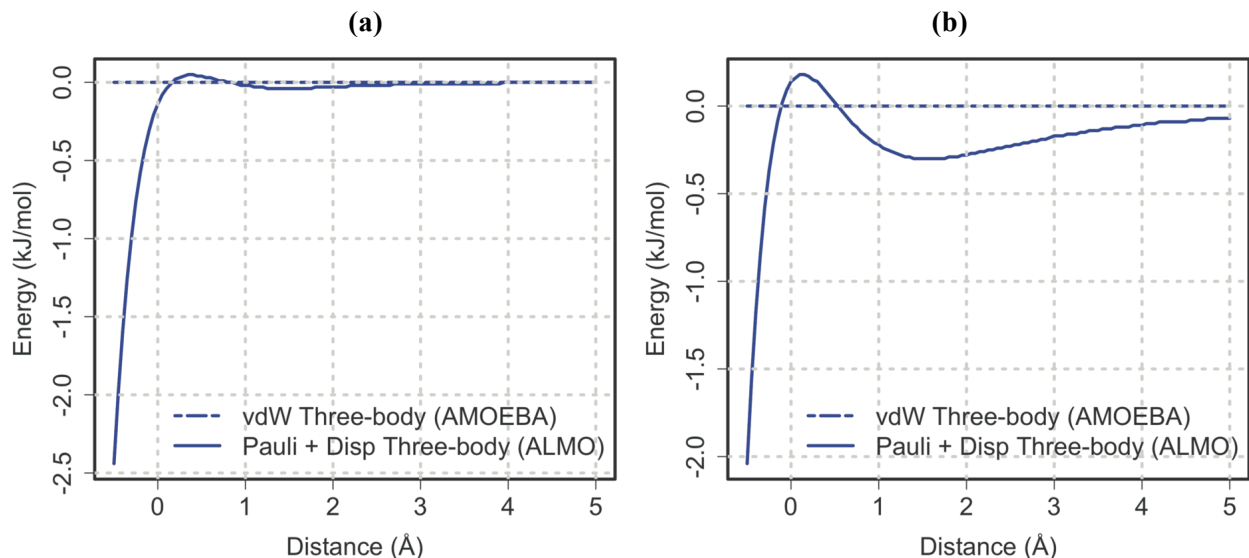 (a)
Energy (kJ/mol)
0.0
-0.5
-1.0
-1.5
-2.0
-2.5
vdW Three-body (AMOEBA)
Pauli + Disp Three-body (ALMO)
0 1 2 3 4 5
Distance (Å)
(b)
Energy (kJ/mol)
0.0
-0.5
-1.0
-1.5
-2.0
vdW Three-body (AMOEBA)
Pauli + Disp Three-body (ALMO)
0 1 2 3 4 5
Distance (Å)